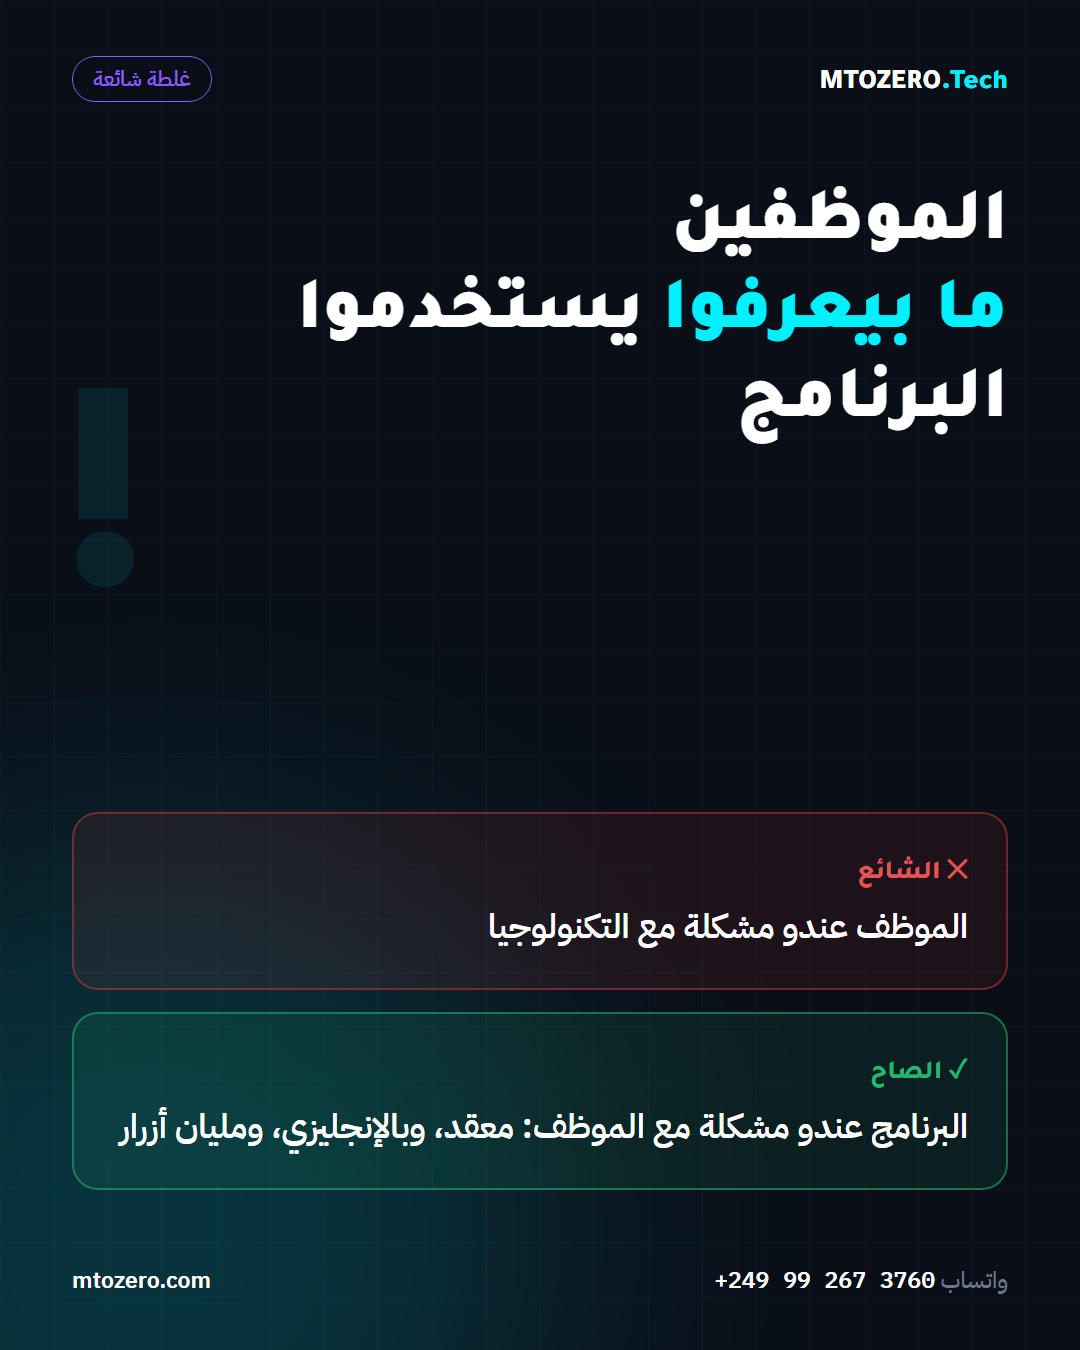 MTOZERO.Tech
غلطة شائعة
الموظفين
ما بيعرفوا يستخدموا
البرنامج
!
✕ الشائع
الموظف عندو مشكلة مع التكنولوجيا
✓ الصاح
البرنامج عندو مشكلة مع الموظف: معقد، وبالإنجليزي، ومليان أزرار
واتساب +249 99 267 3760
mtozero.com